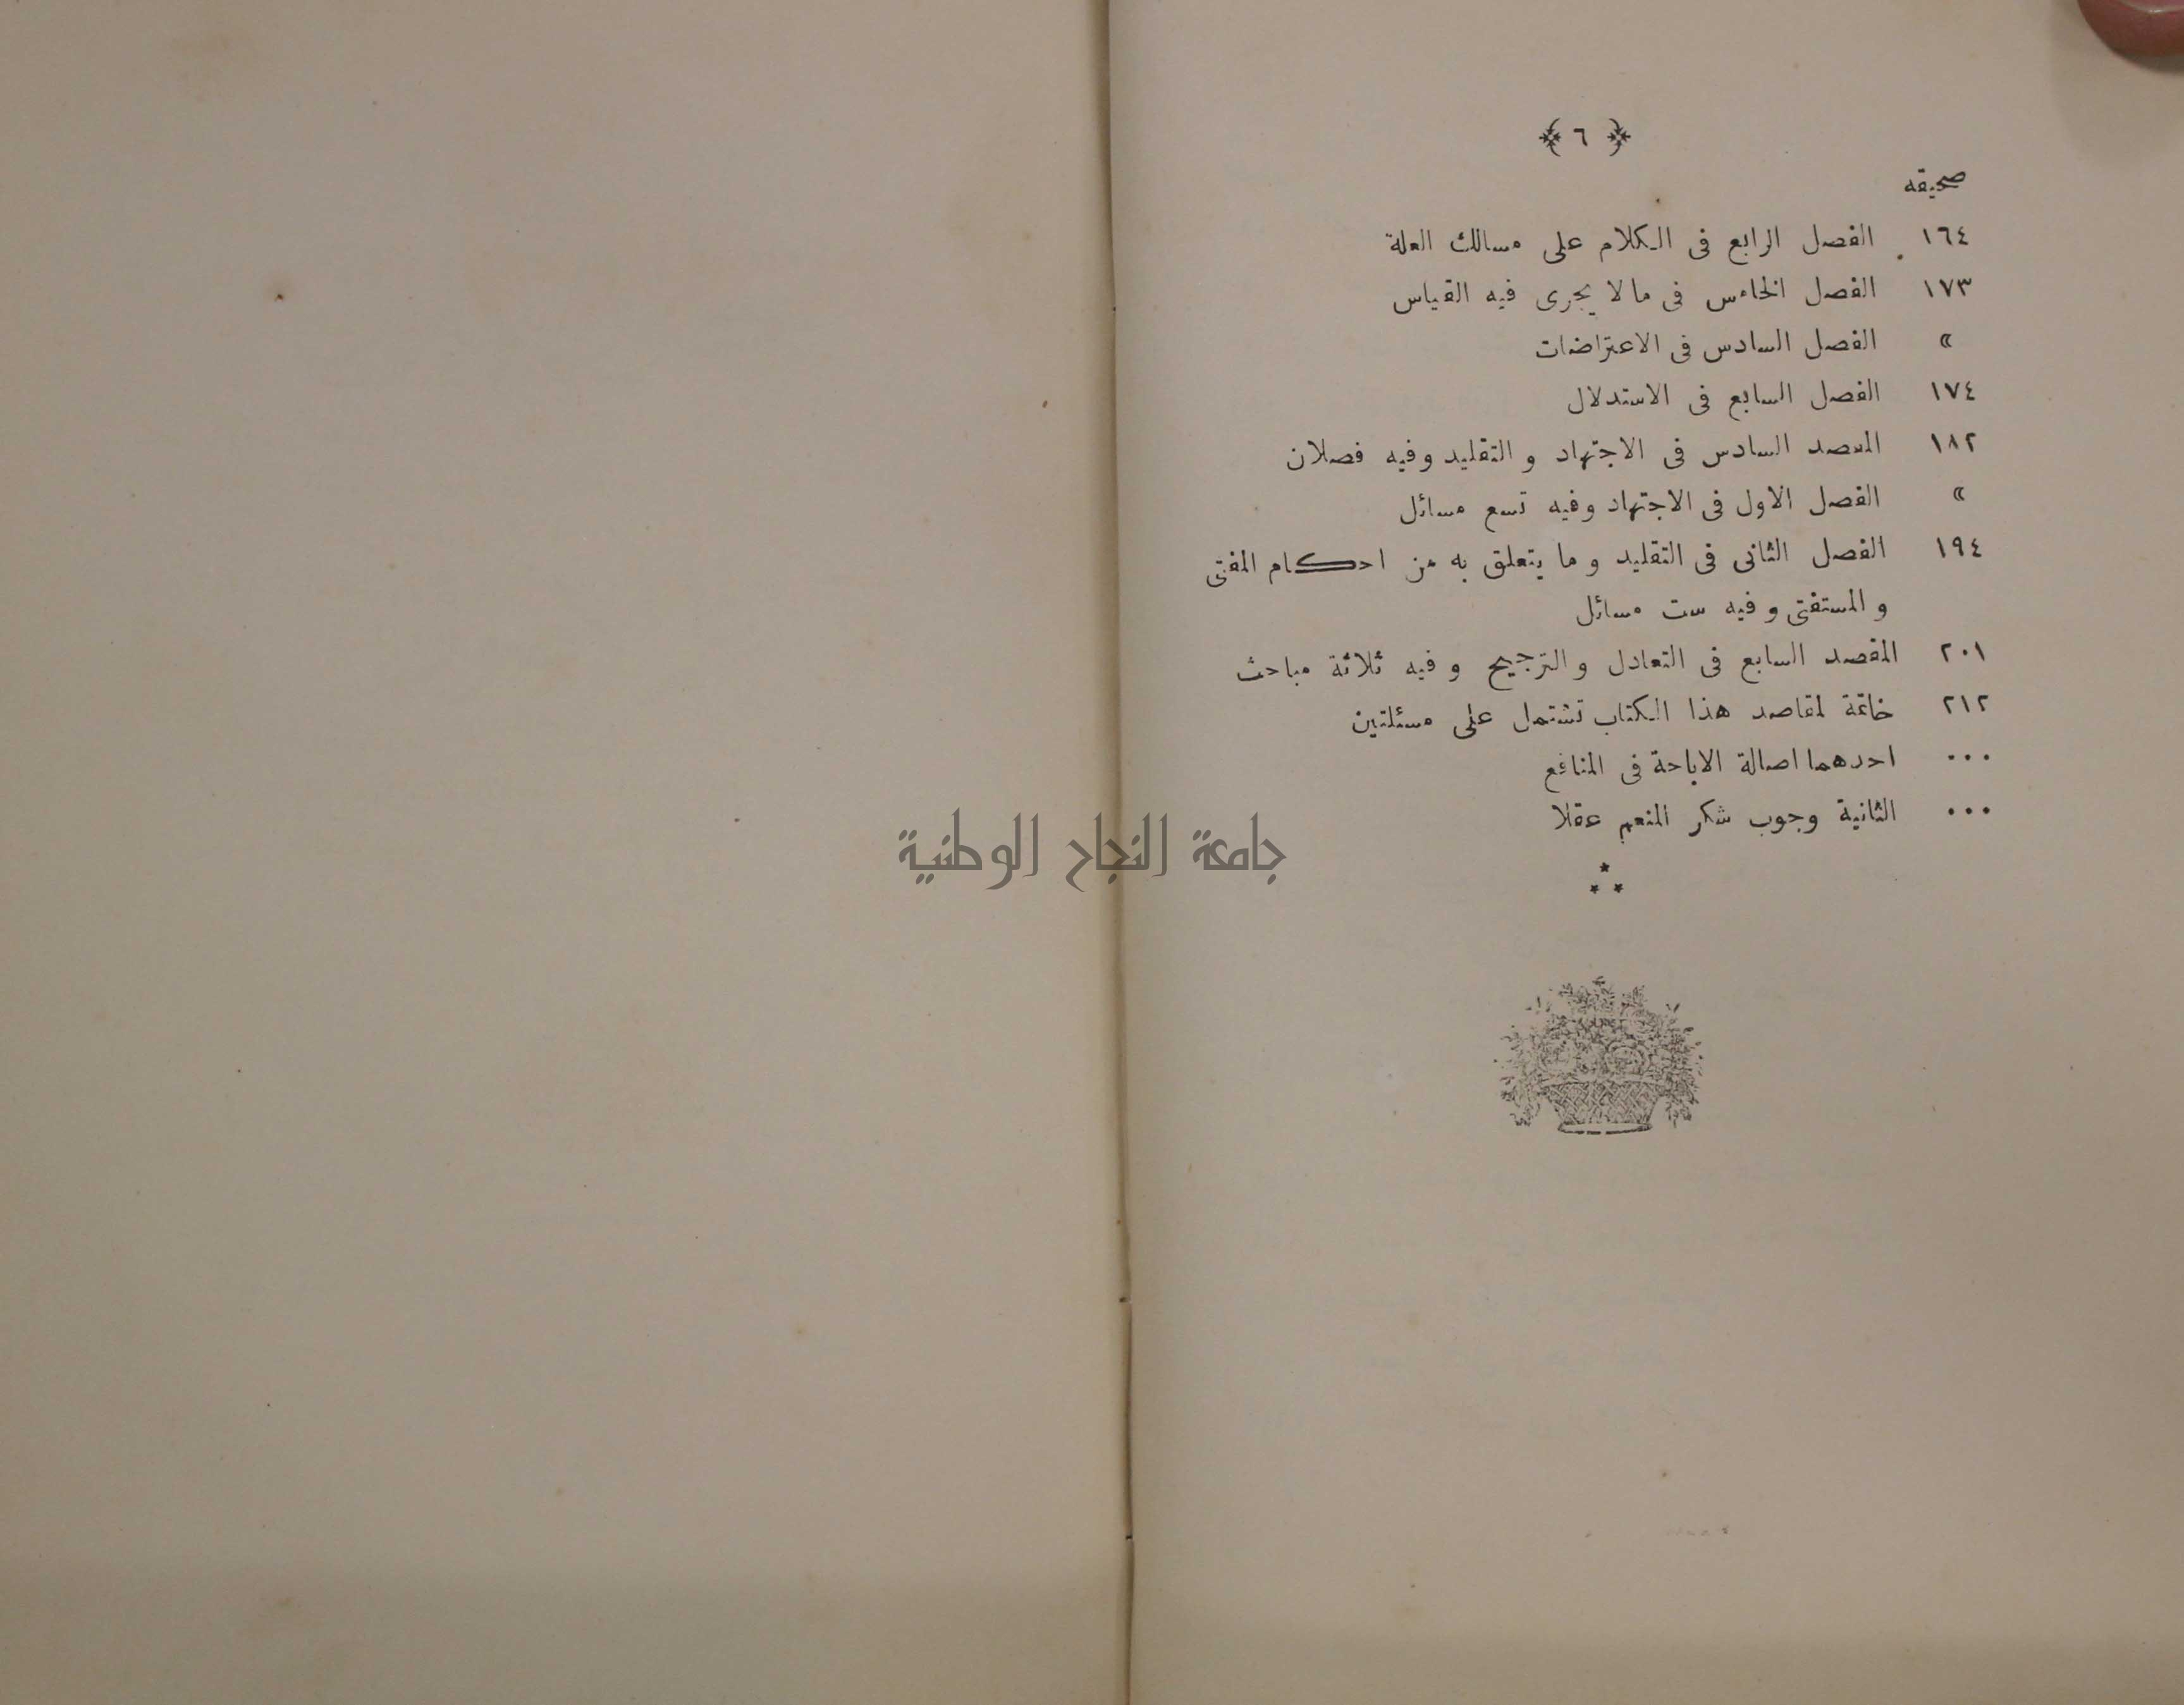 ﴿ ٦ ﴾
صحيفه
١٦٤ الفصل الرابع فى الكلام على مسالك العلة
١٧٣ الفصل الخامس فى ما لا يجرى فيه القياس
» الفصل السادس فى الاعتراضات
١٧٤ الفصل السابع فى الاستدلال
١٨٢ المقصد السادس فى الاجتهاد و التقليد وفيه فصلان
» الفصل الاول فى الاجتهاد وفيه تسع مسائل
١٩٤ الفصل الثانى فى التقليد و ما يتعلق به من احكام المفتى
و المستفتى و فيه ست مسائل
٢٠١ المقصد السابع فى التعادل و الترجيح و فيه ثلاثة مباحث
٢١٢ خاتمة لمقاصد هذا الكتاب تشتمل على مسئلتين
٠٠٠ احدهما اصالة الاباحة فى المنافع
٠٠٠ الثانية وجوب شكر المنعم عقلا
جامعة النجاح الوطنية